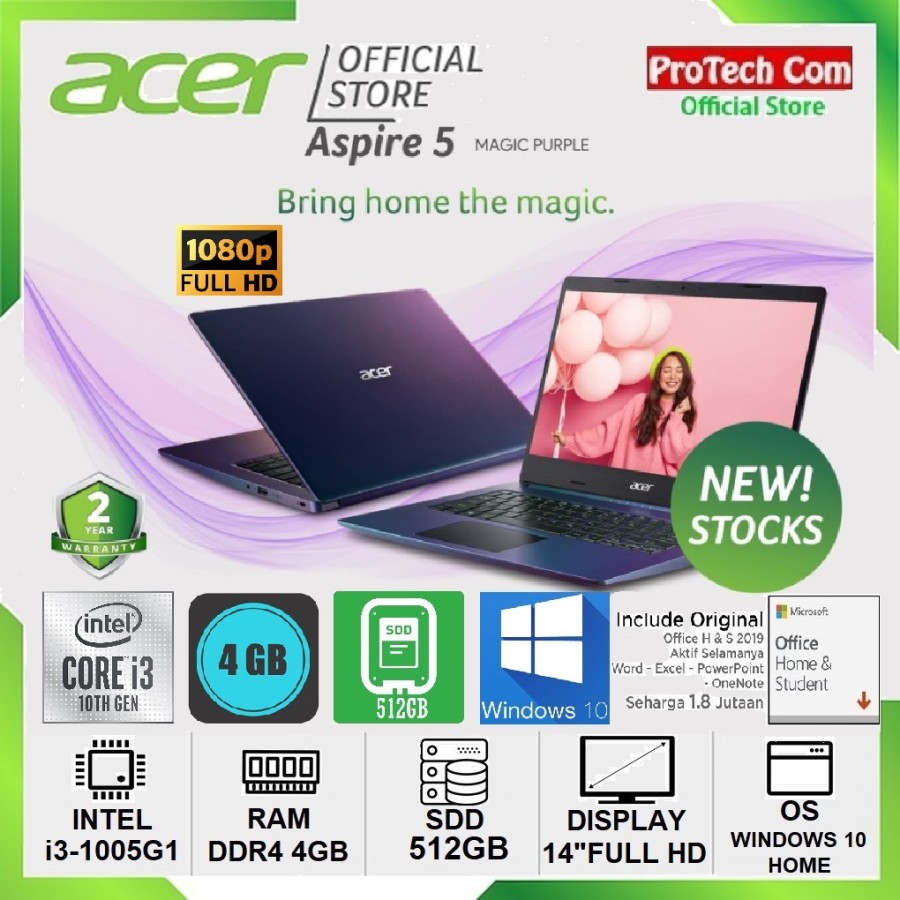 acer
OFFICIAL
STORE
ProTech Com
Official Store
Aspire 5 MAGIC PURPLE
Bring home the magic.
1080p
FULL HD
acer
acer
NEW!
STOCKS
2
YEAR
WARRANTY
intel
CORE i3
10TH GEN
4 GB
SDD
512GB
Windows 10
Include Original
Office H & S 2019
Aktif Selamanya
Word - Excel - PowerPoint
- OneNote
Seharga 1.8 Jutaan
Microsoft
Office
Home &
Student
INTEL
i3-1005G1
RAM
DDR4 4GB
SDD
512GB
DISPLAY
14"FULL HD
OS
WINDOWS 10
HOME